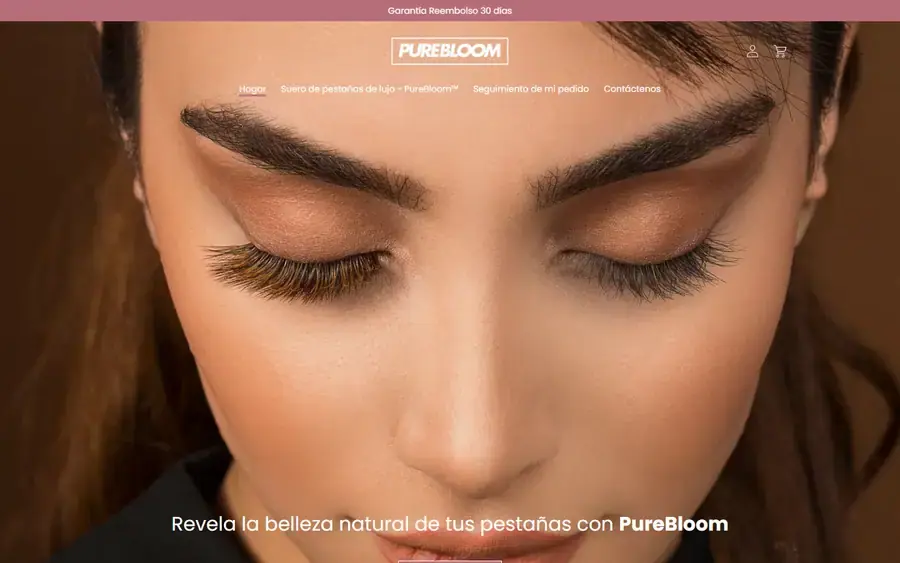 Garantía Reembolso 30 días
PUREBLOOM
Hogar Suero de pestañas de lujo - PureBloom™ Seguimiento de mi pedido Contáctenos
Revela la belleza natural de tus pestañas con PureBloom